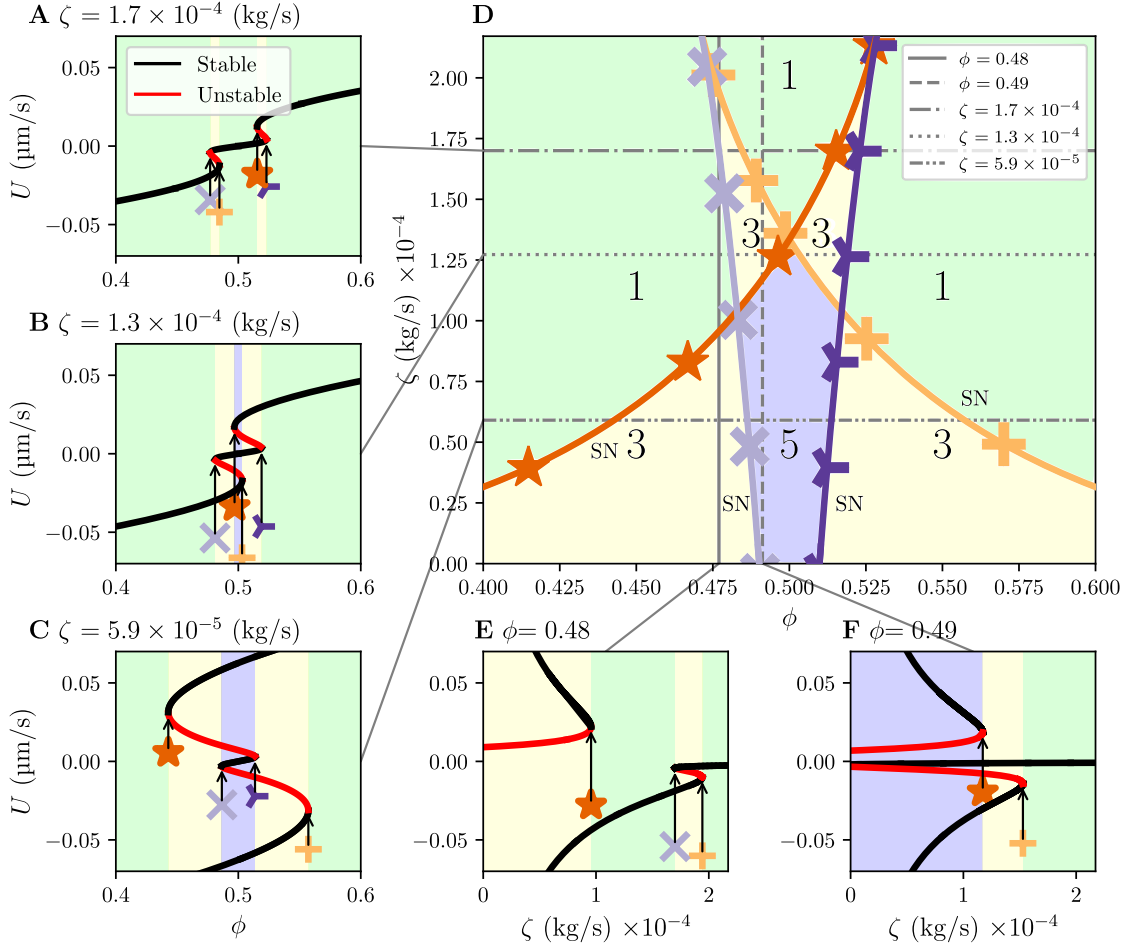 A ζ = 1.7 × 10⁻⁴ (kg/s)
0.05
0.00
−0.05
U (µm/s)
Stable
Unstable
0.4 0.5 0.6
B ζ = 1.3 × 10⁻⁴ (kg/s)
0.05
0.00
−0.05
U (µm/s)
0.4 0.5 0.6
C ζ = 5.9 × 10⁻⁵ (kg/s)
0.05
0.00
−0.05
U (µm/s)
0.4 0.5 0.6
ϕ
D
2.00
1.75
1.50
1.25
1.00
0.75
0.50
0.25
0.00
ζ (kg/s) ×10⁻⁴
ϕ = 0.48
ϕ = 0.49
ζ = 1.7 × 10⁻⁴
ζ = 1.3 × 10⁻⁴
ζ = 5.9 × 10⁻⁵
1
3 3
1 1
SN
SN 3 5 3
SN SN
0.400 0.425 0.450 0.475 0.500 0.525 0.550 0.575 0.600
ϕ
E ϕ= 0.48
0.05
0.00
−0.05
0 1 2
ζ (kg/s) ×10⁻⁴
F ϕ= 0.49
0.05
0.00
−0.05
0 1 2
ζ (kg/s) ×10⁻⁴